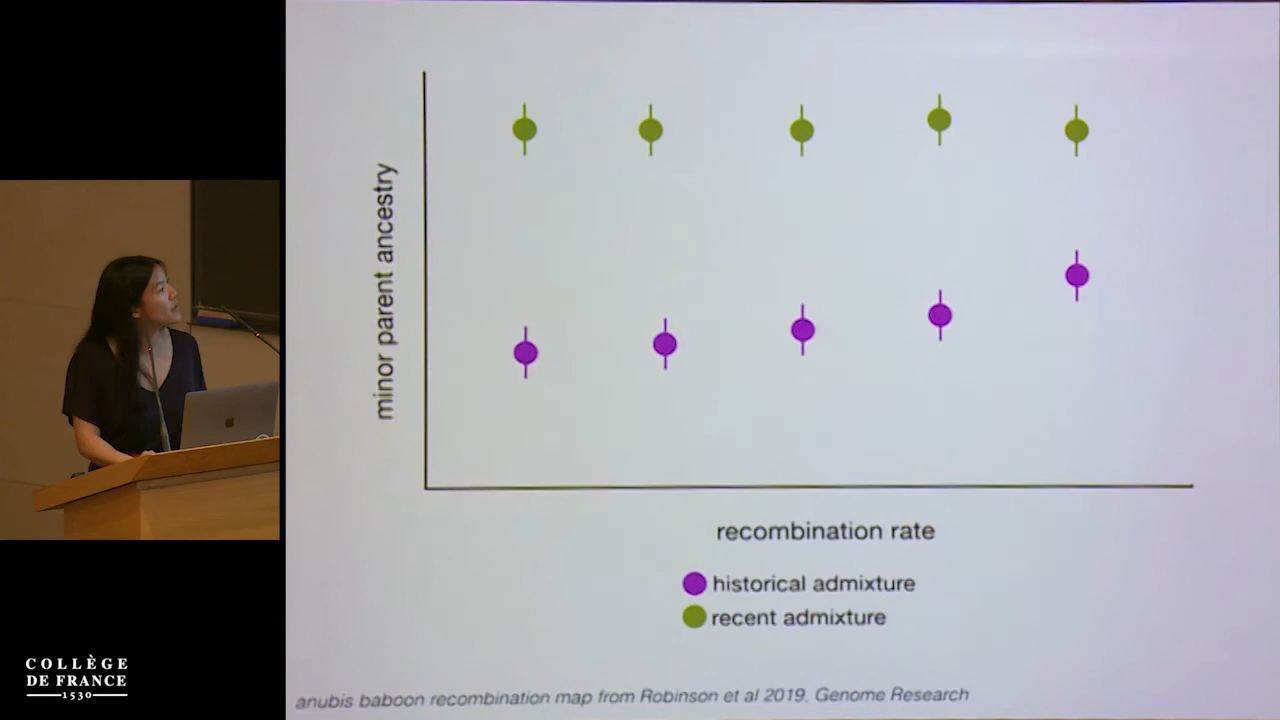 minor parent ancestry
recombination rate
historical admixture
recent admixture
anubis baboon recombination map from Robinson et al 2019, Genome Research
COLLÈGE
DE FRANCE
1530